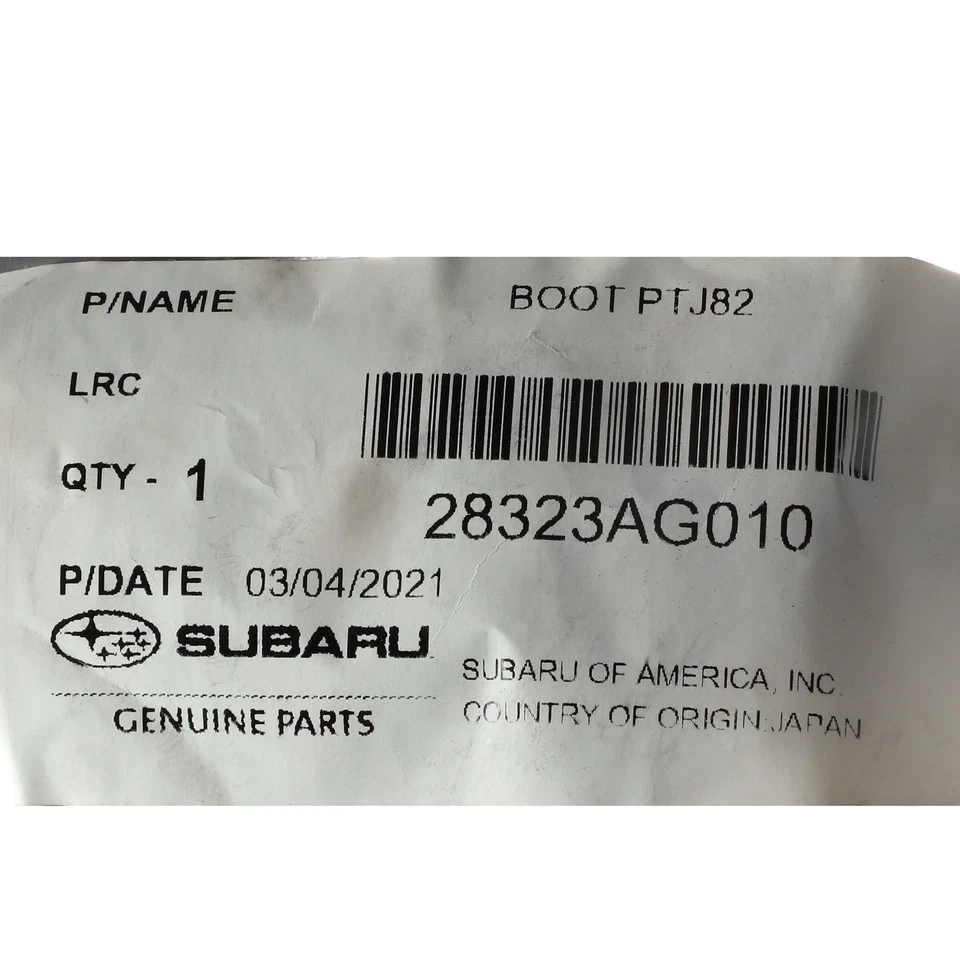 P/NAME BOOT PTJ82
LRC
QTY - 1
28323AG010
P/DATE 03/04/2021
SUBARU
GENUINE PARTS
SUBARU OF AMERICA, INC.
COUNTRY OF ORIGIN:JAPAN